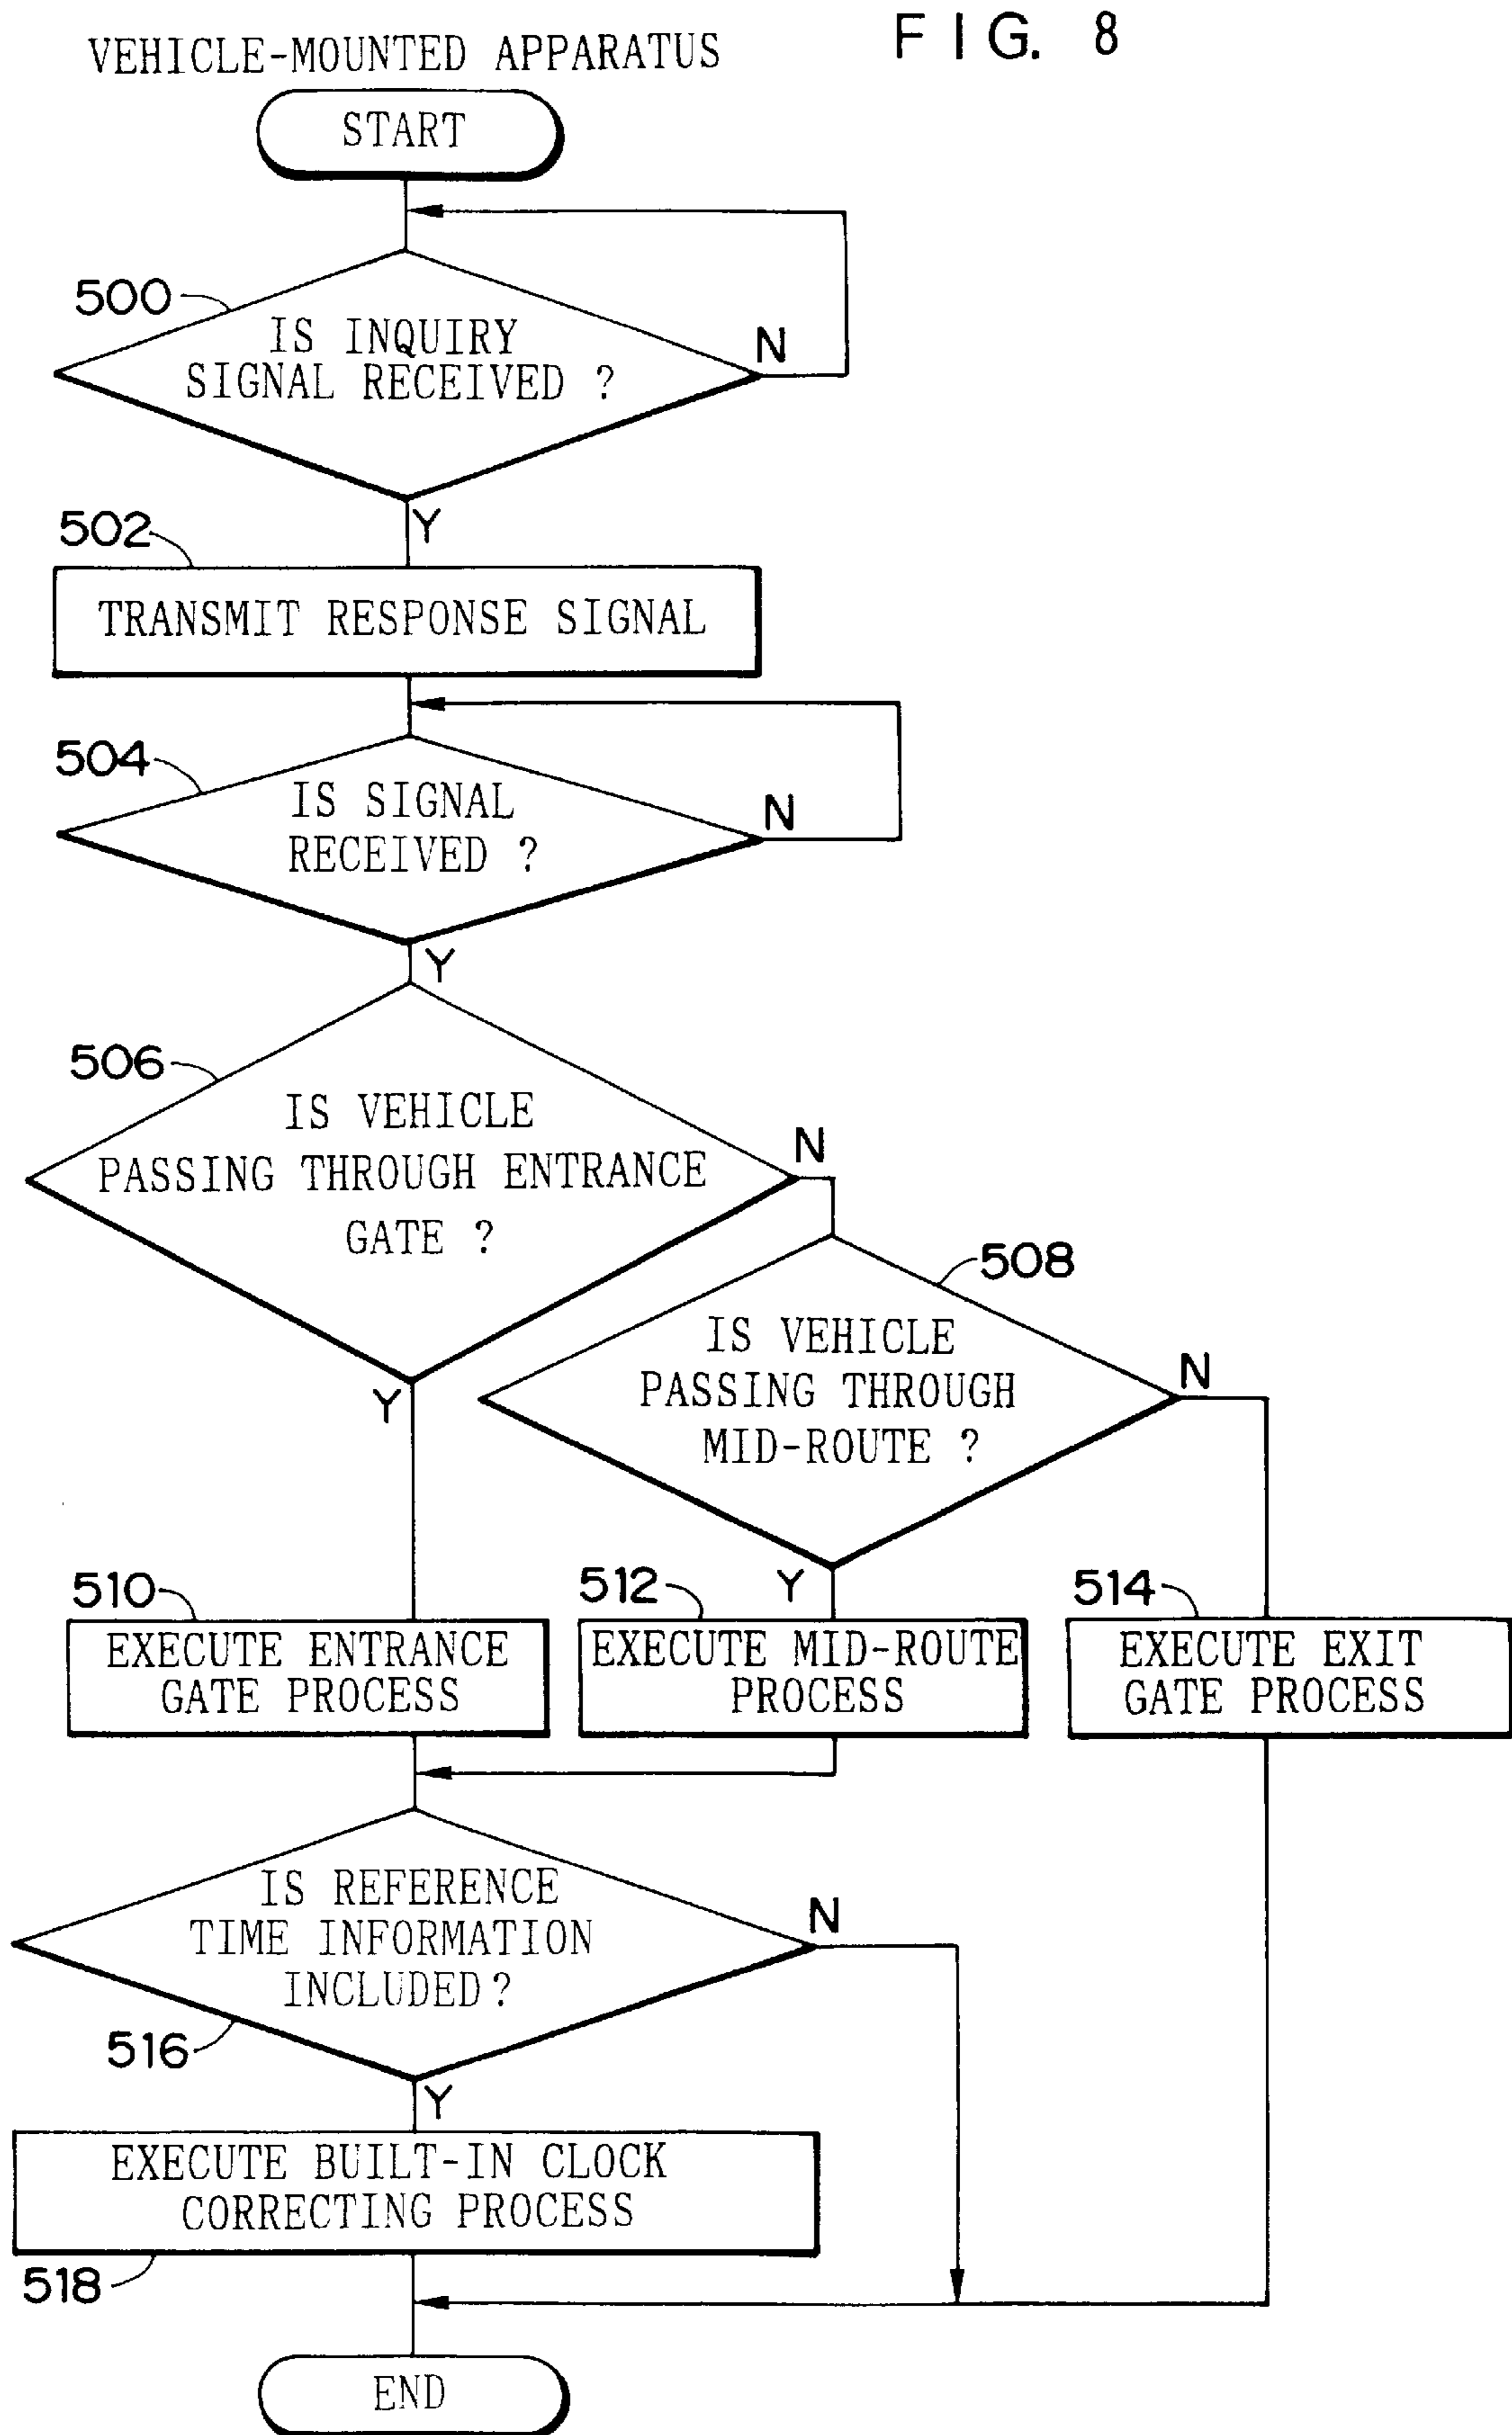 FIG. 8
VEHICLE-MOUNTED APPARATUS
START
500
IS INQUIRY
SIGNAL RECEIVED ?
N
Y
502
TRANSMIT RESPONSE SIGNAL
504
IS SIGNAL
RECEIVED ?
N
Y
506
IS VEHICLE
PASSING THROUGH ENTRANCE
GATE ?
N
Y
508
IS VEHICLE
PASSING THROUGH
MID-ROUTE ?
N
Y
510
EXECUTE ENTRANCE
GATE PROCESS
512
EXECUTE MID-ROUTE
PROCESS
514
EXECUTE EXIT
GATE PROCESS
IS REFERENCE
TIME INFORMATION
INCLUDED ?
N
516
Y
EXECUTE BUILT-IN CLOCK
CORRECTING PROCESS
518
END